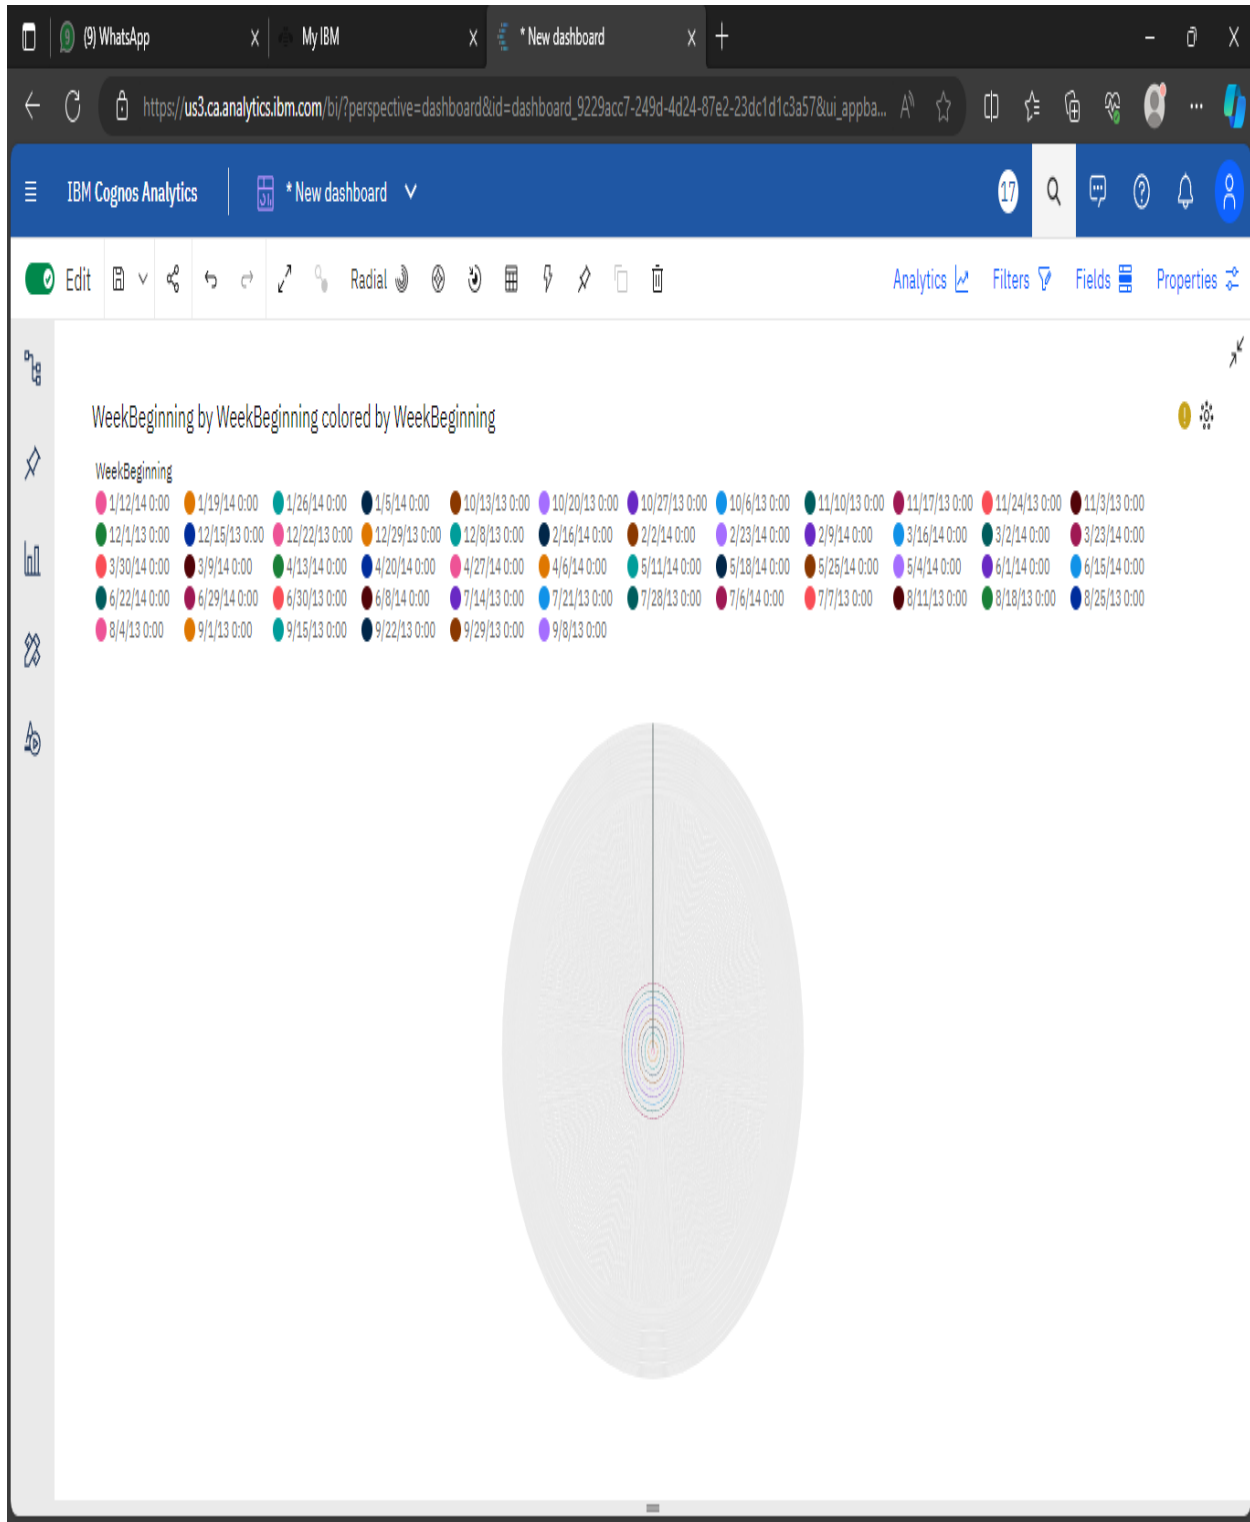 (9) WhatsApp My IBM * New dashboard
https://us3.ca.analytics.ibm.com/bi/?perspective=dashboard&id=dashboard_9229acc7-249d-4d24-87e2-23dc1d1c3a57&ui_appba...
IBM Cognos Analytics * New dashboard 17
Edit Radial Analytics Filters Fields Properties
WeekBeginning by WeekBeginning colored by WeekBeginning
WeekBeginning
1/12/14 0:00 1/19/14 0:00 1/26/14 0:00 1/5/14 0:00 10/13/13 0:00 10/20/13 0:00 10/27/13 0:00 10/6/13 0:00 11/10/13 0:00 11/17/13 0:00 11/24/13 0:00 11/3/13 0:00
12/1/13 0:00 12/15/13 0:00 12/22/13 0:00 12/29/13 0:00 12/8/13 0:00 2/16/14 0:00 2/2/14 0:00 2/23/14 0:00 2/9/14 0:00 3/16/14 0:00 3/2/14 0:00 3/23/14 0:00
3/30/14 0:00 3/9/14 0:00 4/13/14 0:00 4/20/14 0:00 4/27/14 0:00 4/6/14 0:00 5/11/14 0:00 5/18/14 0:00 5/25/14 0:00 5/4/14 0:00 6/1/14 0:00 6/15/14 0:00
6/22/14 0:00 6/29/14 0:00 6/30/13 0:00 6/8/14 0:00 7/14/13 0:00 7/21/13 0:00 7/28/13 0:00 7/6/14 0:00 7/7/13 0:00 8/11/13 0:00 8/18/13 0:00 8/25/13 0:00
8/4/13 0:00 9/1/13 0:00 9/15/13 0:00 9/22/13 0:00 9/29/13 0:00 9/8/13 0:00